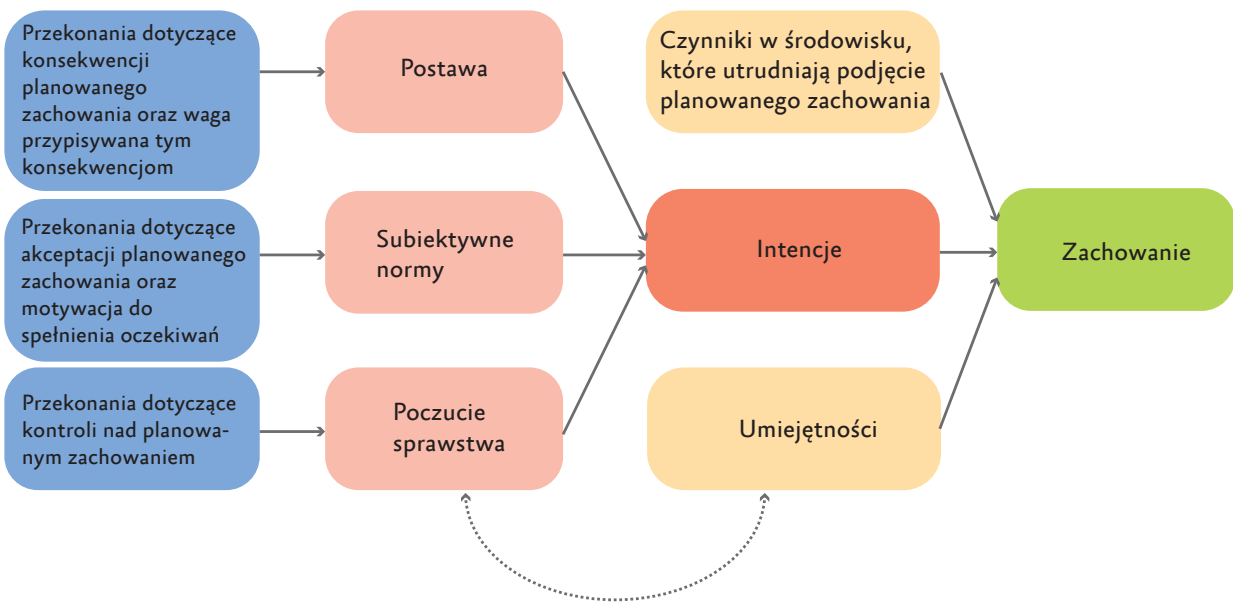 Przekonania dotyczące
konsekwencji
planowanego
zachowania oraz waga
przypisywana tym
konsekwencjom
Postawa
Czynniki w środowisku,
które utrudniają podjęcie
planowanego zachowania
Przekonania dotyczące
akceptacji planowanego
zachowania oraz
motywacja do
spełnienia oczekiwań
Subiektywne
normy
Intencje
Zachowanie
Przekonania dotyczące
kontroli nad planowa-
nym zachowaniem
Poczucie
sprawstwa
Umiejętności